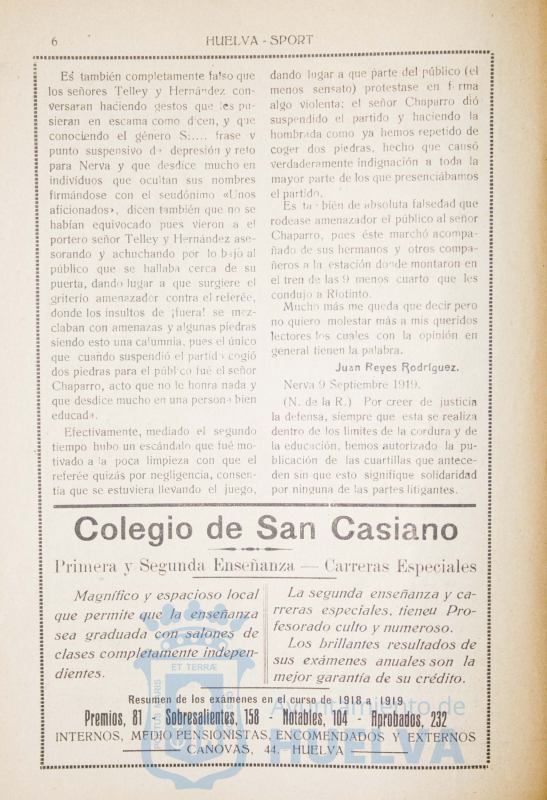 6
HUELVA - SPORT
Es también completamente falso que
los señores Telley y Hernández con-
versaran haciendo gestos que les pu-
sieran en escama como dicen, y que
conociendo el género S:.... frase y
punto suspensivo de depresión y reto
para Nerva y que desdice mucho en
individuos que ocultan sus nombres
firmándose con el seudónimo «Unos
aficionados», dicen también que no se
habían equivocado pues vieron a el
portero señor Telley y Hernández ase-
sorando y achuchando por lo bajo al
público que se hallaba cerca de su
puerta, dando lugar a que surgiere el
griterío amenazador contra el referée,
donde los insultos de ¡fuera! se mez-
claban con amenazas y algunas piedras
siendo esto una calumnia, pues el único
que cuando suspendió el partido cogió
dos piedras para el público fué el señor
Chaparro, acto que no le honra nada y
que desdice mucho en una persona bien
educada.
Efectivamente, mediado el segundo
tiempo hubo un escándalo que fué mo-
tivado a la poca limpieza con que el
referée quizás por negligencia, consen-
tía que se estuviera llevando el juego,
dando lugar a que parte del público (el
menos sensato) protestase en forma
algo violenta; el señor Chaparro dió
suspendido el partido y haciendo la
hombrada como ya hemos repetido de
coger dos piedras, hecho que causó
verdaderamente indignación a toda la
mayor parte de los que presenciábamos
el partido.
Es también de absoluta falsedad que
rodease amenazador el público al señor
Chaparro, pues éste marchó acompa-
ñado de sus hermanos y otros compa-
ñeros a la estación donde montaron en
el tren de las 9 menos cuarto que les
condujo a Riotinto.
Mucho más me queda que decir pero
no quiero molestar más a mis queridos
lectores los cuales con la opinión en
general tienen la palabra.
Juan Reyes Rodríguez.
Nerva 9 Septiembre 1919.
(N. de la R.) Por creer de justicia
la defensa, siempre que esta se realiza
dentro de los límites de la cordura y de
la educación, hemos autorizado la pu-
blicación de las cuartillas que antece-
den sin que esto signifique solidaridad
por ninguna de las partes litigantes.
Colegio de San Casiano
Primera y Segunda Enseñanza — Carreras Especiales
Magnífico y espacioso local
que permite que la enseñanza
sea graduada con salones de
clases completamente indepen-
dientes.
La segunda enseñanza y ca-
rreras especiales, tienen Pro-
fesorado culto y numeroso.
Los brillantes resultados de
sus exámenes anuales son la
mejor garantía de su crédito.
Resumen de los exámenes en el curso de 1918 a 1919
Premios, 81 - Sobresalientes, 158 - Notables, 104 - Aprobados, 232
INTERNOS, MEDIO PENSIONISTAS, ENCOMENDADOS Y EXTERNOS
CANOVAS, 44. HUELVA
ET TERRÆ
Ayuntamiento de
HUELVA